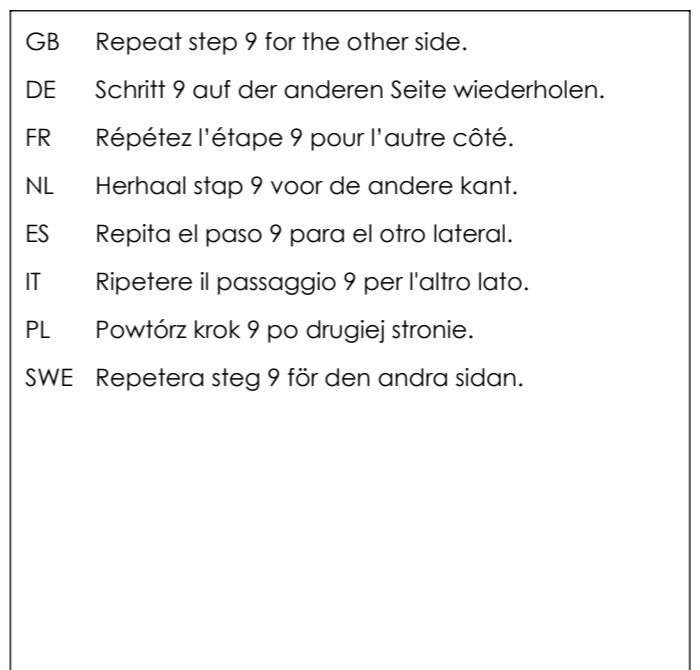 GB Repeat step 9 for the other side.
DE Schritt 9 auf der anderen Seite wiederholen.
FR Répétez l’étape 9 pour l’autre côté.
NL Herhaal stap 9 voor de andere kant.
ES Repita el paso 9 para el otro lateral.
IT Ripetere il passaggio 9 per l'altro lato.
PL Powtórz krok 9 po drugiej stronie.
SWE Repetera steg 9 för den andra sidan.